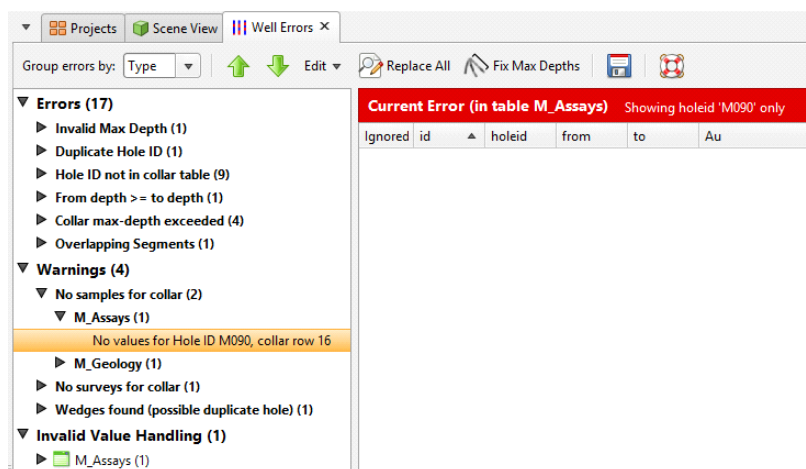 Projects Scene View Well Errors ×
Group errors by: Type Edit Replace All Fix Max Depths
Errors (17)
Invalid Max Depth (1)
Duplicate Hole ID (1)
Hole ID not in collar table (9)
From depth >= to depth (1)
Collar max-depth exceeded (4)
Overlapping Segments (1)
Warnings (4)
No samples for collar (2)
M_Assays (1)
No values for Hole ID M090, collar row 16
M_Geology (1)
No surveys for collar (1)
Wedges found (possible duplicate hole) (1)
Invalid Value Handling (1)
M_Assays (1)
Current Error (in table M_Assays) Showing holeid 'M090' only
Ignored id holeid from to Au